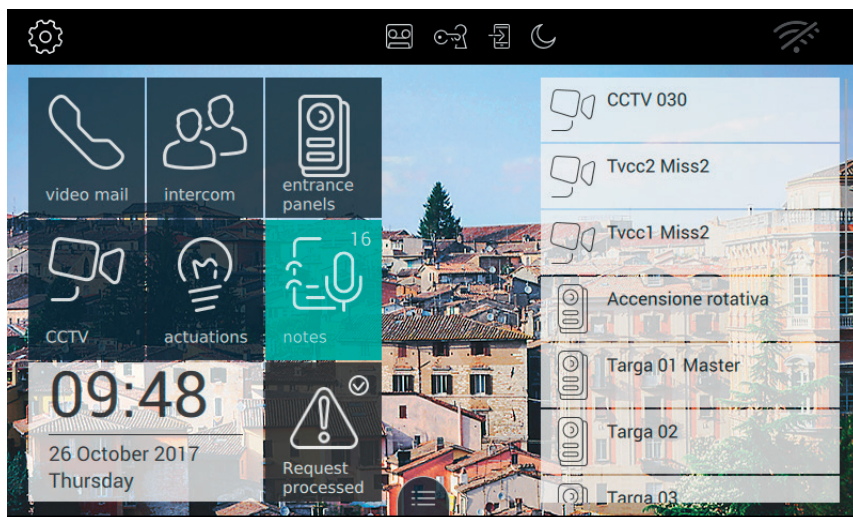 video mail
intercom
entrance
panels
CCTV
actuations
16
notes
09:48
26 October 2017
Thursday
Request
processed
CCTV 030
Tvcc2 Miss2
Tvcc1 Miss2
Accensione rotativa
Targa 01 Master
Targa 02
Targa 03